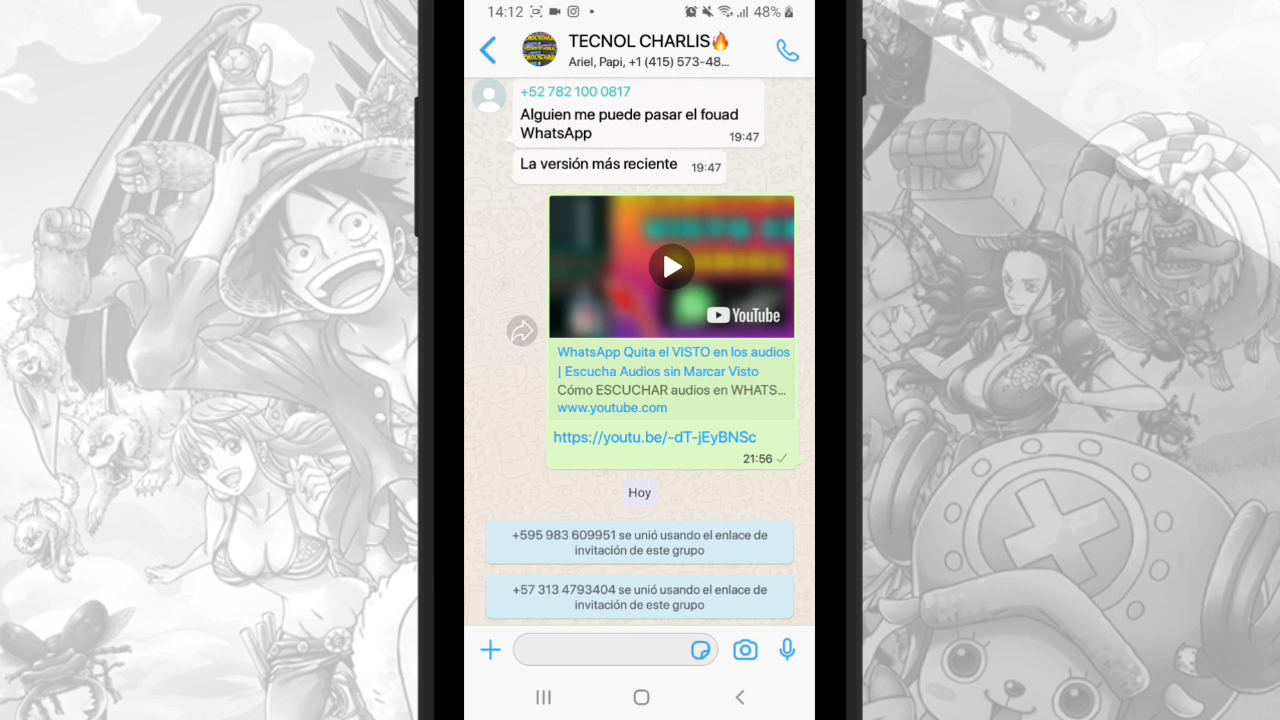 14:12
48%
TECNOL CHARLIS🔥
Ariel, Papi, +1 (415) 573-48...
+52 782 100 0817
Alguien me puede pasar el fouad
WhatsApp
19:47
La versión más reciente 19:47
YouTube
WhatsApp Quita el VISTO en los audios
| Escucha Audios sin Marcar Visto
Cómo ESCUCHAR audios en WHATS...
www.youtube.com
https://youtu.be/-dT-jEyBNSc
21:56
Hoy
+595 983 609951 se unió usando el enlace de
invitación de este grupo
+57 313 4793404 se unió usando el enlace de
invitación de este grupo